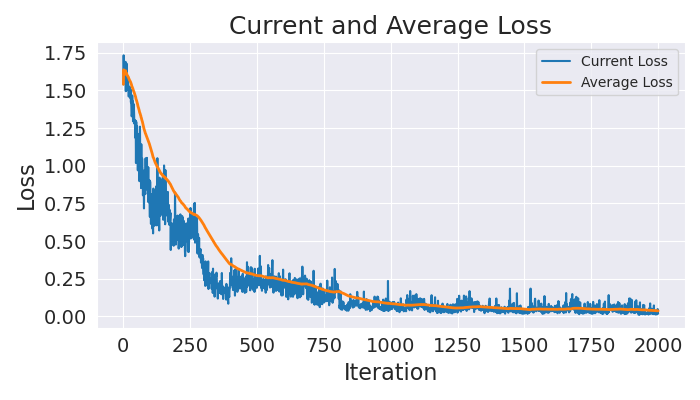 Current and Average Loss
Current Loss
Average Loss
1.75
1.50
1.25
1.00
0.75
0.50
0.25
0.00
Loss
0 250 500 750 1000 1250 1500 1750 2000
Iteration